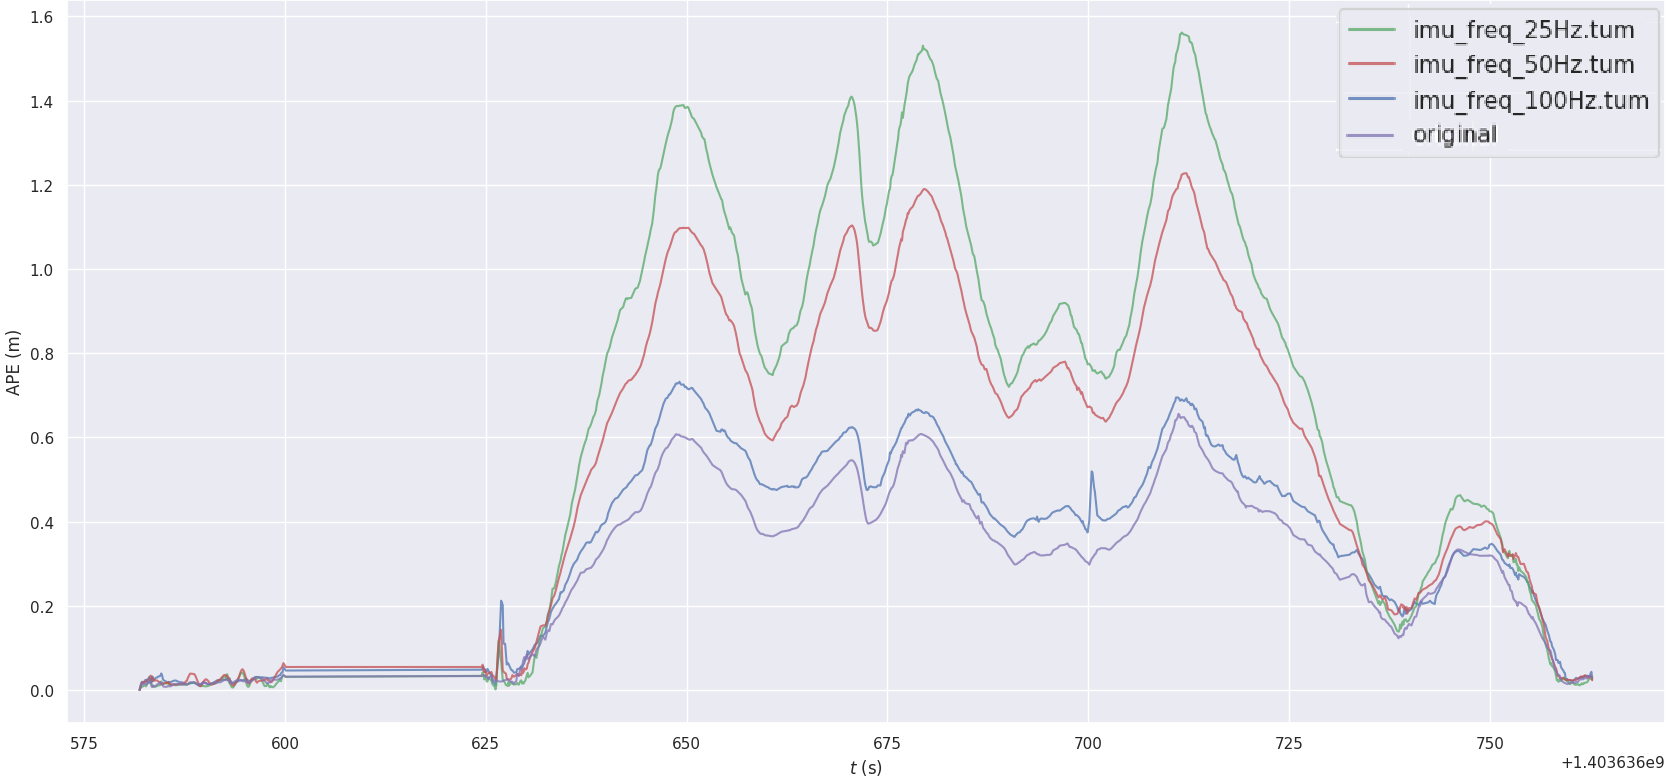 imu_freq_25Hz.tum
imu_freq_50Hz.tum
imu_freq_100Hz.tum
original
APE (m)
1.6
1.4
1.2
1.0
0.8
0.6
0.4
0.2
0.0
575 600 625 650 675 700 725 750
t (s)
+1.403636e9